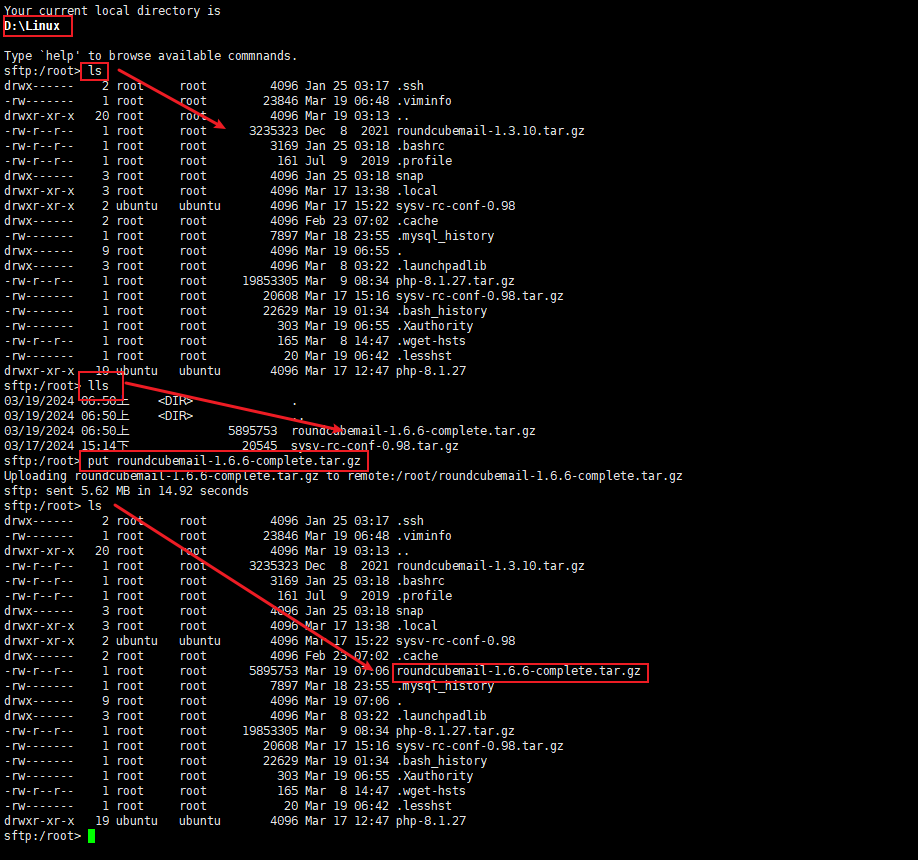 Your current local directory is
D:\Linux
Type `help' to browse available commnands.
sftp:/root> ls
drwx------    2 root     root         4096 Jan 25 03:17 .ssh
-rw-------    1 root     root        23846 Mar 19 06:48 .viminfo
drwxr-xr-x   20 root     root         4096 Mar 19 03:13 ..
-rw-r--r--    1 root     root      3235323 Dec  8  2021 roundcubemail-1.3.10.tar.gz
-rw-r--r--    1 root     root         3169 Jan 25 03:18 .bashrc
-rw-r--r--    1 root     root          161 Jul  9  2019 .profile
drwx------    3 root     root         4096 Jan 25 03:18 snap
drwxr-xr-x    3 root     root         4096 Mar 17 13:38 .local
drwxr-xr-x    2 ubuntu   ubuntu       4096 Mar 17 15:22 sysv-rc-conf-0.98
drwx------    2 root     root         4096 Feb 23 07:02 .cache
-rw-------    1 root     root         7897 Mar 18 23:55 .mysql_history
drwx------    9 root     root         4096 Mar 19 06:55 .
drwx------    3 root     root         4096 Mar  8 03:22 .launchpadlib
-rw-r--r--    1 root     root     19853305 Mar  9 08:34 php-8.1.27.tar.gz
-rw-------    1 root     root        20608 Mar 17 15:16 sysv-rc-conf-0.98.tar.gz
-rw-------    1 root     root        22629 Mar 19 01:34 .bash_history
-rw-------    1 root     root          303 Mar 19 06:55 .Xauthority
-rw-r--r--    1 root     root          165 Mar  8 14:47 .wget-hsts
-rw-------    1 root     root           20 Mar 19 06:42 .lesshst
drwxr-xr-x   19 ubuntu   ubuntu       4096 Mar 17 12:47 php-8.1.27
sftp:/root> lls
03/19/2024 06:50上    <DIR>              .
03/19/2024 06:50上    <DIR>              ..
03/19/2024 06:50上              5895753  roundcubemail-1.6.6-complete.tar.gz
03/17/2024 15:14下                20545  sysv-rc-conf-0.98.tar.gz
sftp:/root> put roundcubemail-1.6.6-complete.tar.gz
Uploading roundcubemail-1.6.6-complete.tar.gz to remote:/root/roundcubemail-1.6.6-complete.tar.gz
sftp: sent 5.62 MB in 14.92 seconds
sftp:/root> ls
drwx------    2 root     root         4096 Jan 25 03:17 .ssh
-rw-------    1 root     root        23846 Mar 19 06:48 .viminfo
drwxr-xr-x   20 root     root         4096 Mar 19 03:13 ..
-rw-r--r--    1 root     root      3235323 Dec  8  2021 roundcubemail-1.3.10.tar.gz
-rw-r--r--    1 root     root         3169 Jan 25 03:18 .bashrc
-rw-r--r--    1 root     root          161 Jul  9  2019 .profile
drwx------    3 root     root         4096 Jan 25 03:18 snap
drwxr-xr-x    3 root     root         4096 Mar 17 13:38 .local
drwxr-xr-x    2 ubuntu   ubuntu       4096 Mar 17 15:22 sysv-rc-conf-0.98
drwx------    2 root     root         4096 Feb 23 07:02 .cache
-rw-r--r--    1 root     root      5895753 Mar 19 07:06 roundcubemail-1.6.6-complete.tar.gz
-rw-------    1 root     root         7897 Mar 18 23:55 .mysql_history
drwx------    9 root     root         4096 Mar 19 07:06 .
drwx------    3 root     root         4096 Mar  8 03:22 .launchpadlib
-rw-r--r--    1 root     root     19853305 Mar  9 08:34 php-8.1.27.tar.gz
-rw-------    1 root     root        20608 Mar 17 15:16 sysv-rc-conf-0.98.tar.gz
-rw-------    1 root     root        22629 Mar 19 01:34 .bash_history
-rw-------    1 root     root          303 Mar 19 06:55 .Xauthority
-rw-r--r--    1 root     root          165 Mar  8 14:47 .wget-hsts
-rw-------    1 root     root           20 Mar 19 06:42 .lesshst
drwxr-xr-x   19 ubuntu   ubuntu       4096 Mar 17 12:47 php-8.1.27
sftp:/root>